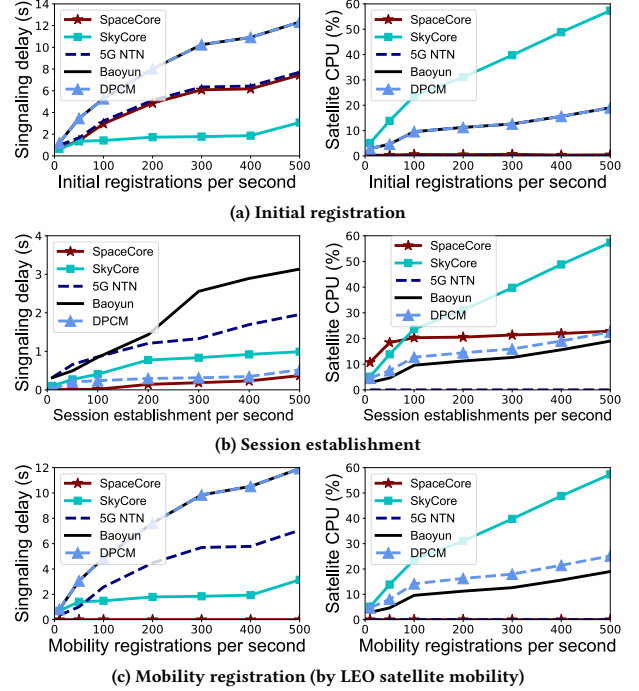 Singnaling delay (s)
14
12
10
8
6
4
2
0
SpaceCore
SkyCore
5G NTN
Baoyun
DPCM
0 100 200 300 400 500
Initial registrations per second
Satellite CPU (%)
60
50
40
30
20
10
0
SpaceCore
SkyCore
5G NTN
Baoyun
DPCM
0 100 200 300 400 500
Initial registrations per second
(a) Initial registration
Singnaling delay (s)
4
3
2
1
0
SpaceCore
SkyCore
5G NTN
Baoyun
DPCM
0 100 200 300 400 500
Session establishment per second
Satellite CPU (%)
60
50
40
30
20
10
0
SpaceCore
SkyCore
5G NTN
Baoyun
DPCM
0 100 200 300 400 500
Session establishments per second
(b) Session establishment
Singnaling delay (s)
12
10
8
6
4
2
0
SpaceCore
SkyCore
5G NTN
Baoyun
DPCM
0 100 200 300 400 500
Mobility registrations per second
Satellite CPU (%)
60
50
40
30
20
10
0
SpaceCore
SkyCore
5G NTN
Baoyun
DPCM
0 100 200 300 400 500
Mobility registrations per second
(c) Mobility registration (by LEO satellite mobility)